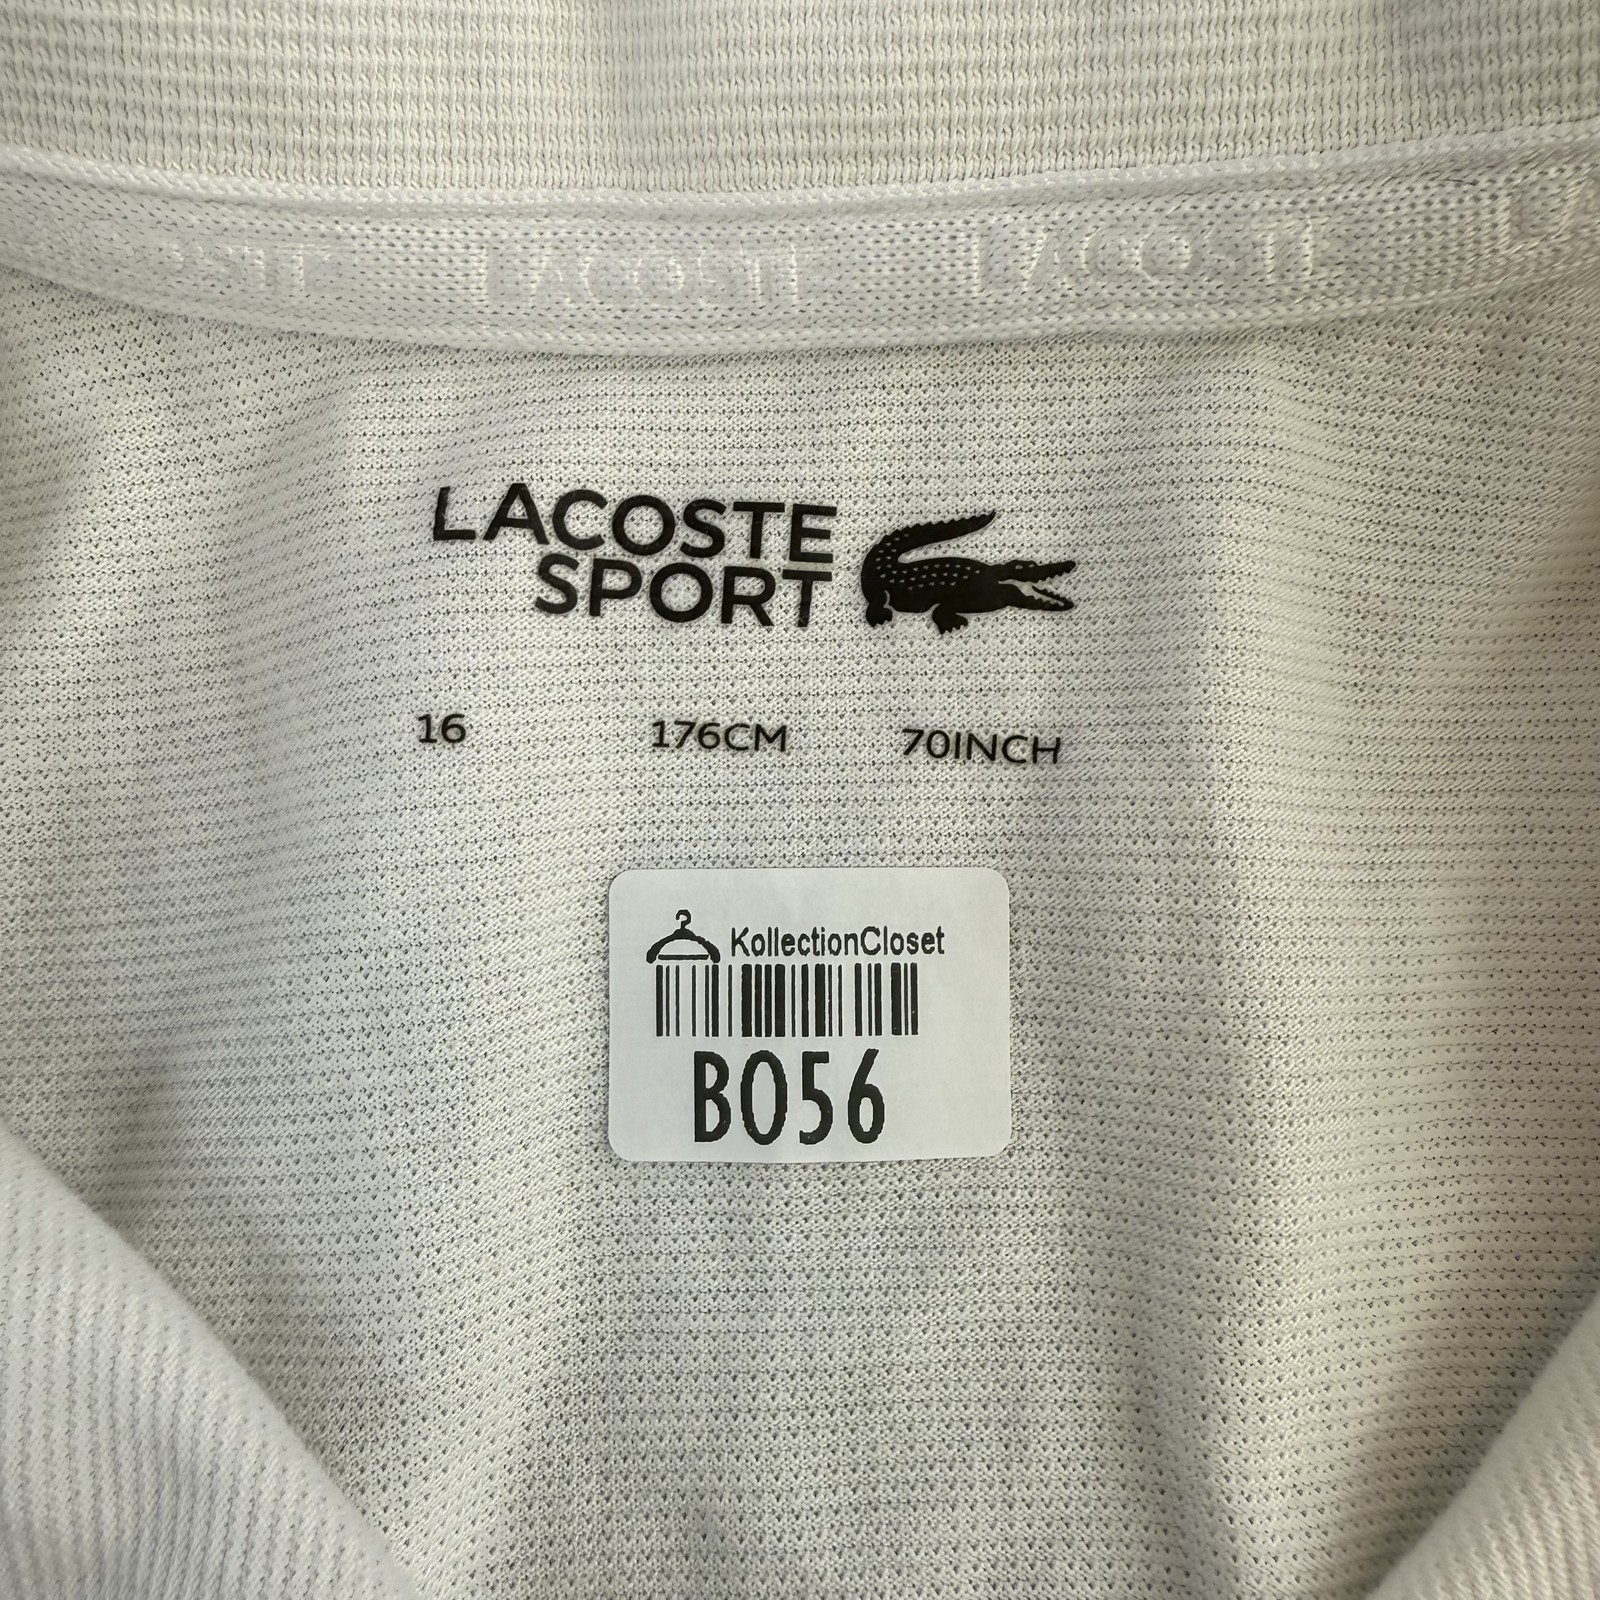 LACOSTE LACOSTE
LACOSTE
SPORT
16 176CM 70INCH
KollectionCloset
B056